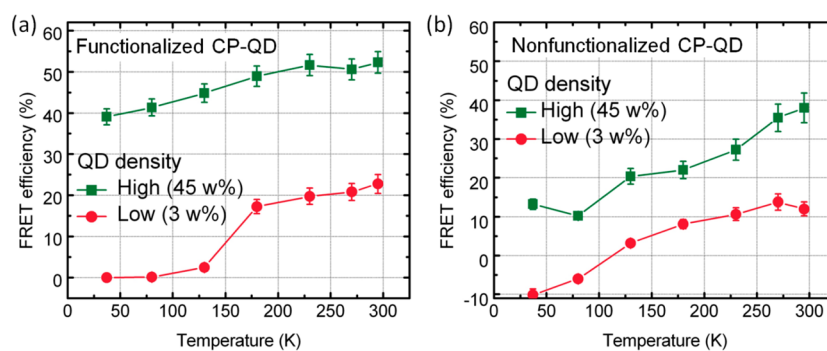 (a)
Functionalized CP-QD
QD density
High (45 w%)
Low (3 w%)
FRET efficiency (%)
60
50
40
30
20
10
0
0 50 100 150 200 250 300
Temperature (K)
(b)
Nonfunctionalized CP-QD
QD density
High (45 w%)
Low (3 w%)
FRET efficiency (%)
60
50
40
30
20
10
0
-10
0 50 100 150 200 250 300
Temperature (K)